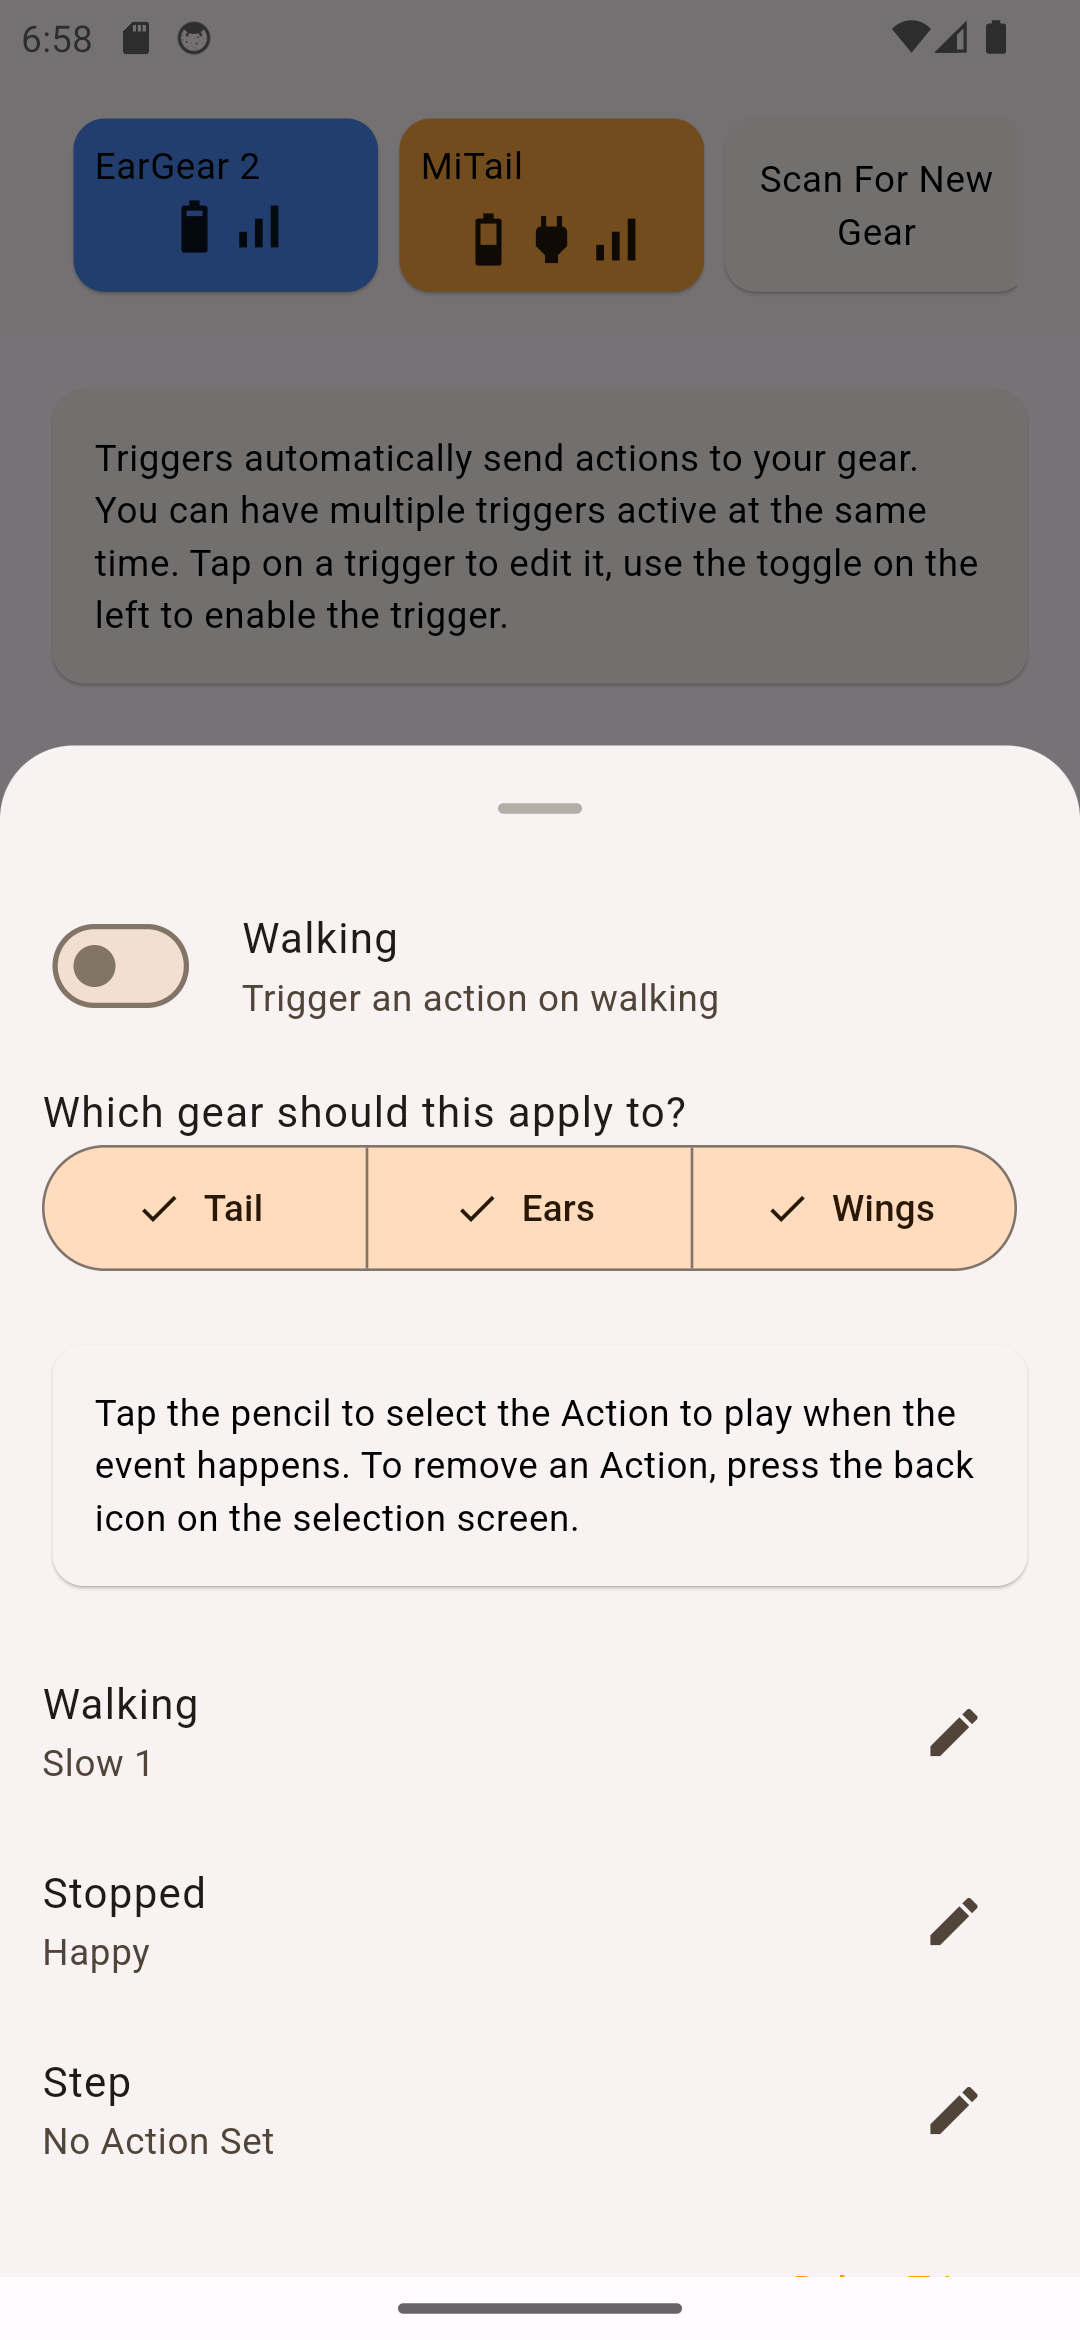 6:58
EarGear 2
MiTail
Scan For New
Gear
Triggers automatically send actions to your gear.
You can have multiple triggers active at the same
time. Tap on a trigger to edit it, use the toggle on the
left to enable the trigger.
Walking
Trigger an action on walking
Which gear should this apply to?
Tail
Ears
Wings
Tap the pencil to select the Action to play when the
event happens. To remove an Action, press the back
icon on the selection screen.
Walking
Slow 1
Stopped
Happy
Step
No Action Set